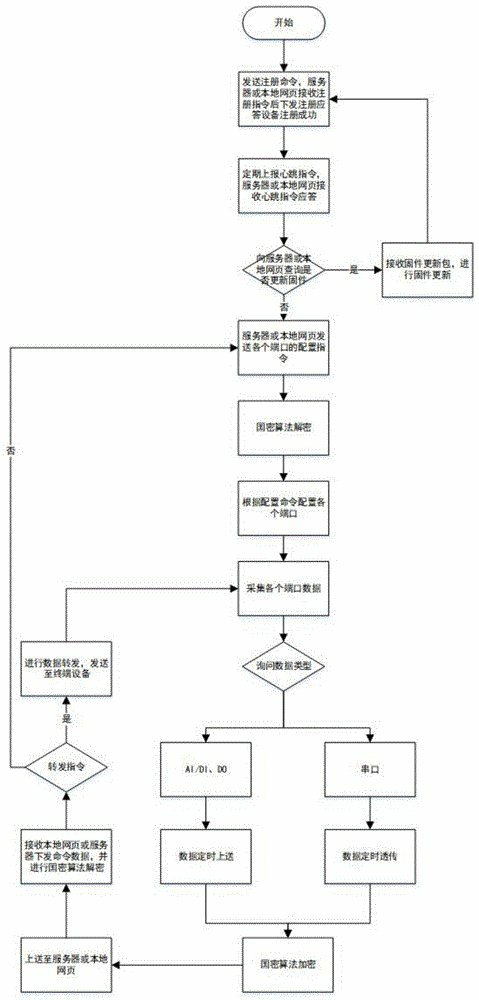 开始
发送注册命令，服务
器或本地网页接收注
册指令后下发注册应
答设备注册成功
定期上报心跳指令，
服务器或本地网页接
收心跳指令应答
向服务器或本
地网页查询是
否更新固件
是
接收固件更新包，进
行固件更新
否
服务器或本地网页发
送各个端口的配置指
令
否
国密算法解密
根据配置命令配置各
个端口
采集各个端口数据
进行数据转发，发送
至终端设备
询问数据类型
是
转发指令
AI/DI、DO
串口
接收本地网页或服务
器下发命令数据，并
进行国密算法解密
数据定时上送
数据定时透传
上送至服务器或本地
网页
国密算法加密